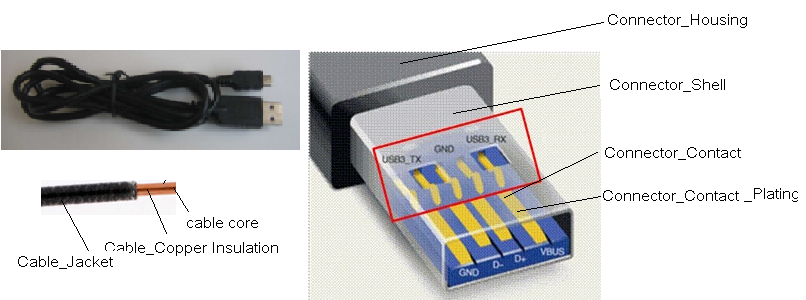 Connector_Housing
Connector_Shell
USB3_TX
GND
USB3_RX
Connector_Contact
Connector_Contact _Plating
cable core
Cable_Copper Insulation
Cable_Jacket
GND
D-
D+
VBUS